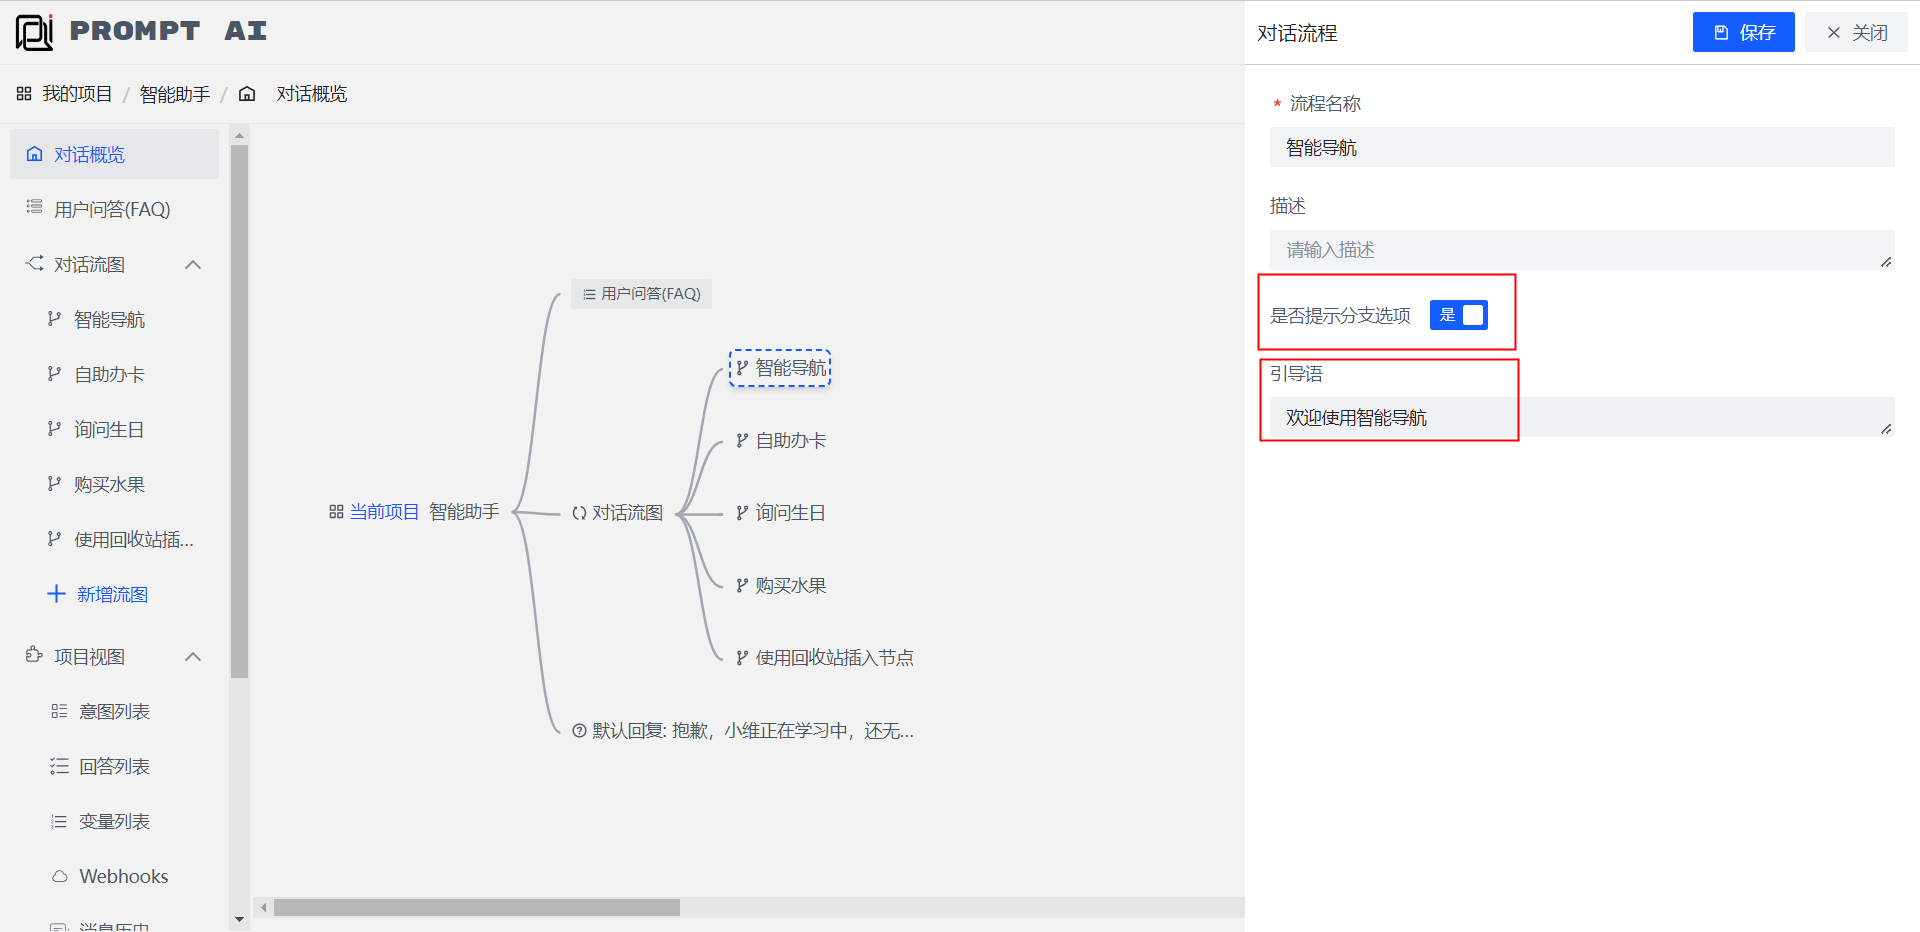 PROMPT AI
我的项目 / 智能助手 / 对话概览
对话概览
用户问答(FAQ)
对话流图
智能导航
自助办卡
询问生日
购买水果
使用回收站插...
新增流图
项目视图
意图列表
回答列表
变量列表
Webhooks
消息历史
当前项目 智能助手
用户问答(FAQ)
对话流图
智能导航
自助办卡
询问生日
购买水果
使用回收站插入节点
默认回复: 抱歉，小维正在学习中，还无...
对话流程
保存
关闭
* 流程名称
智能导航
描述
请输入描述
是否提示分支选项 是
引导语
欢迎使用智能导航